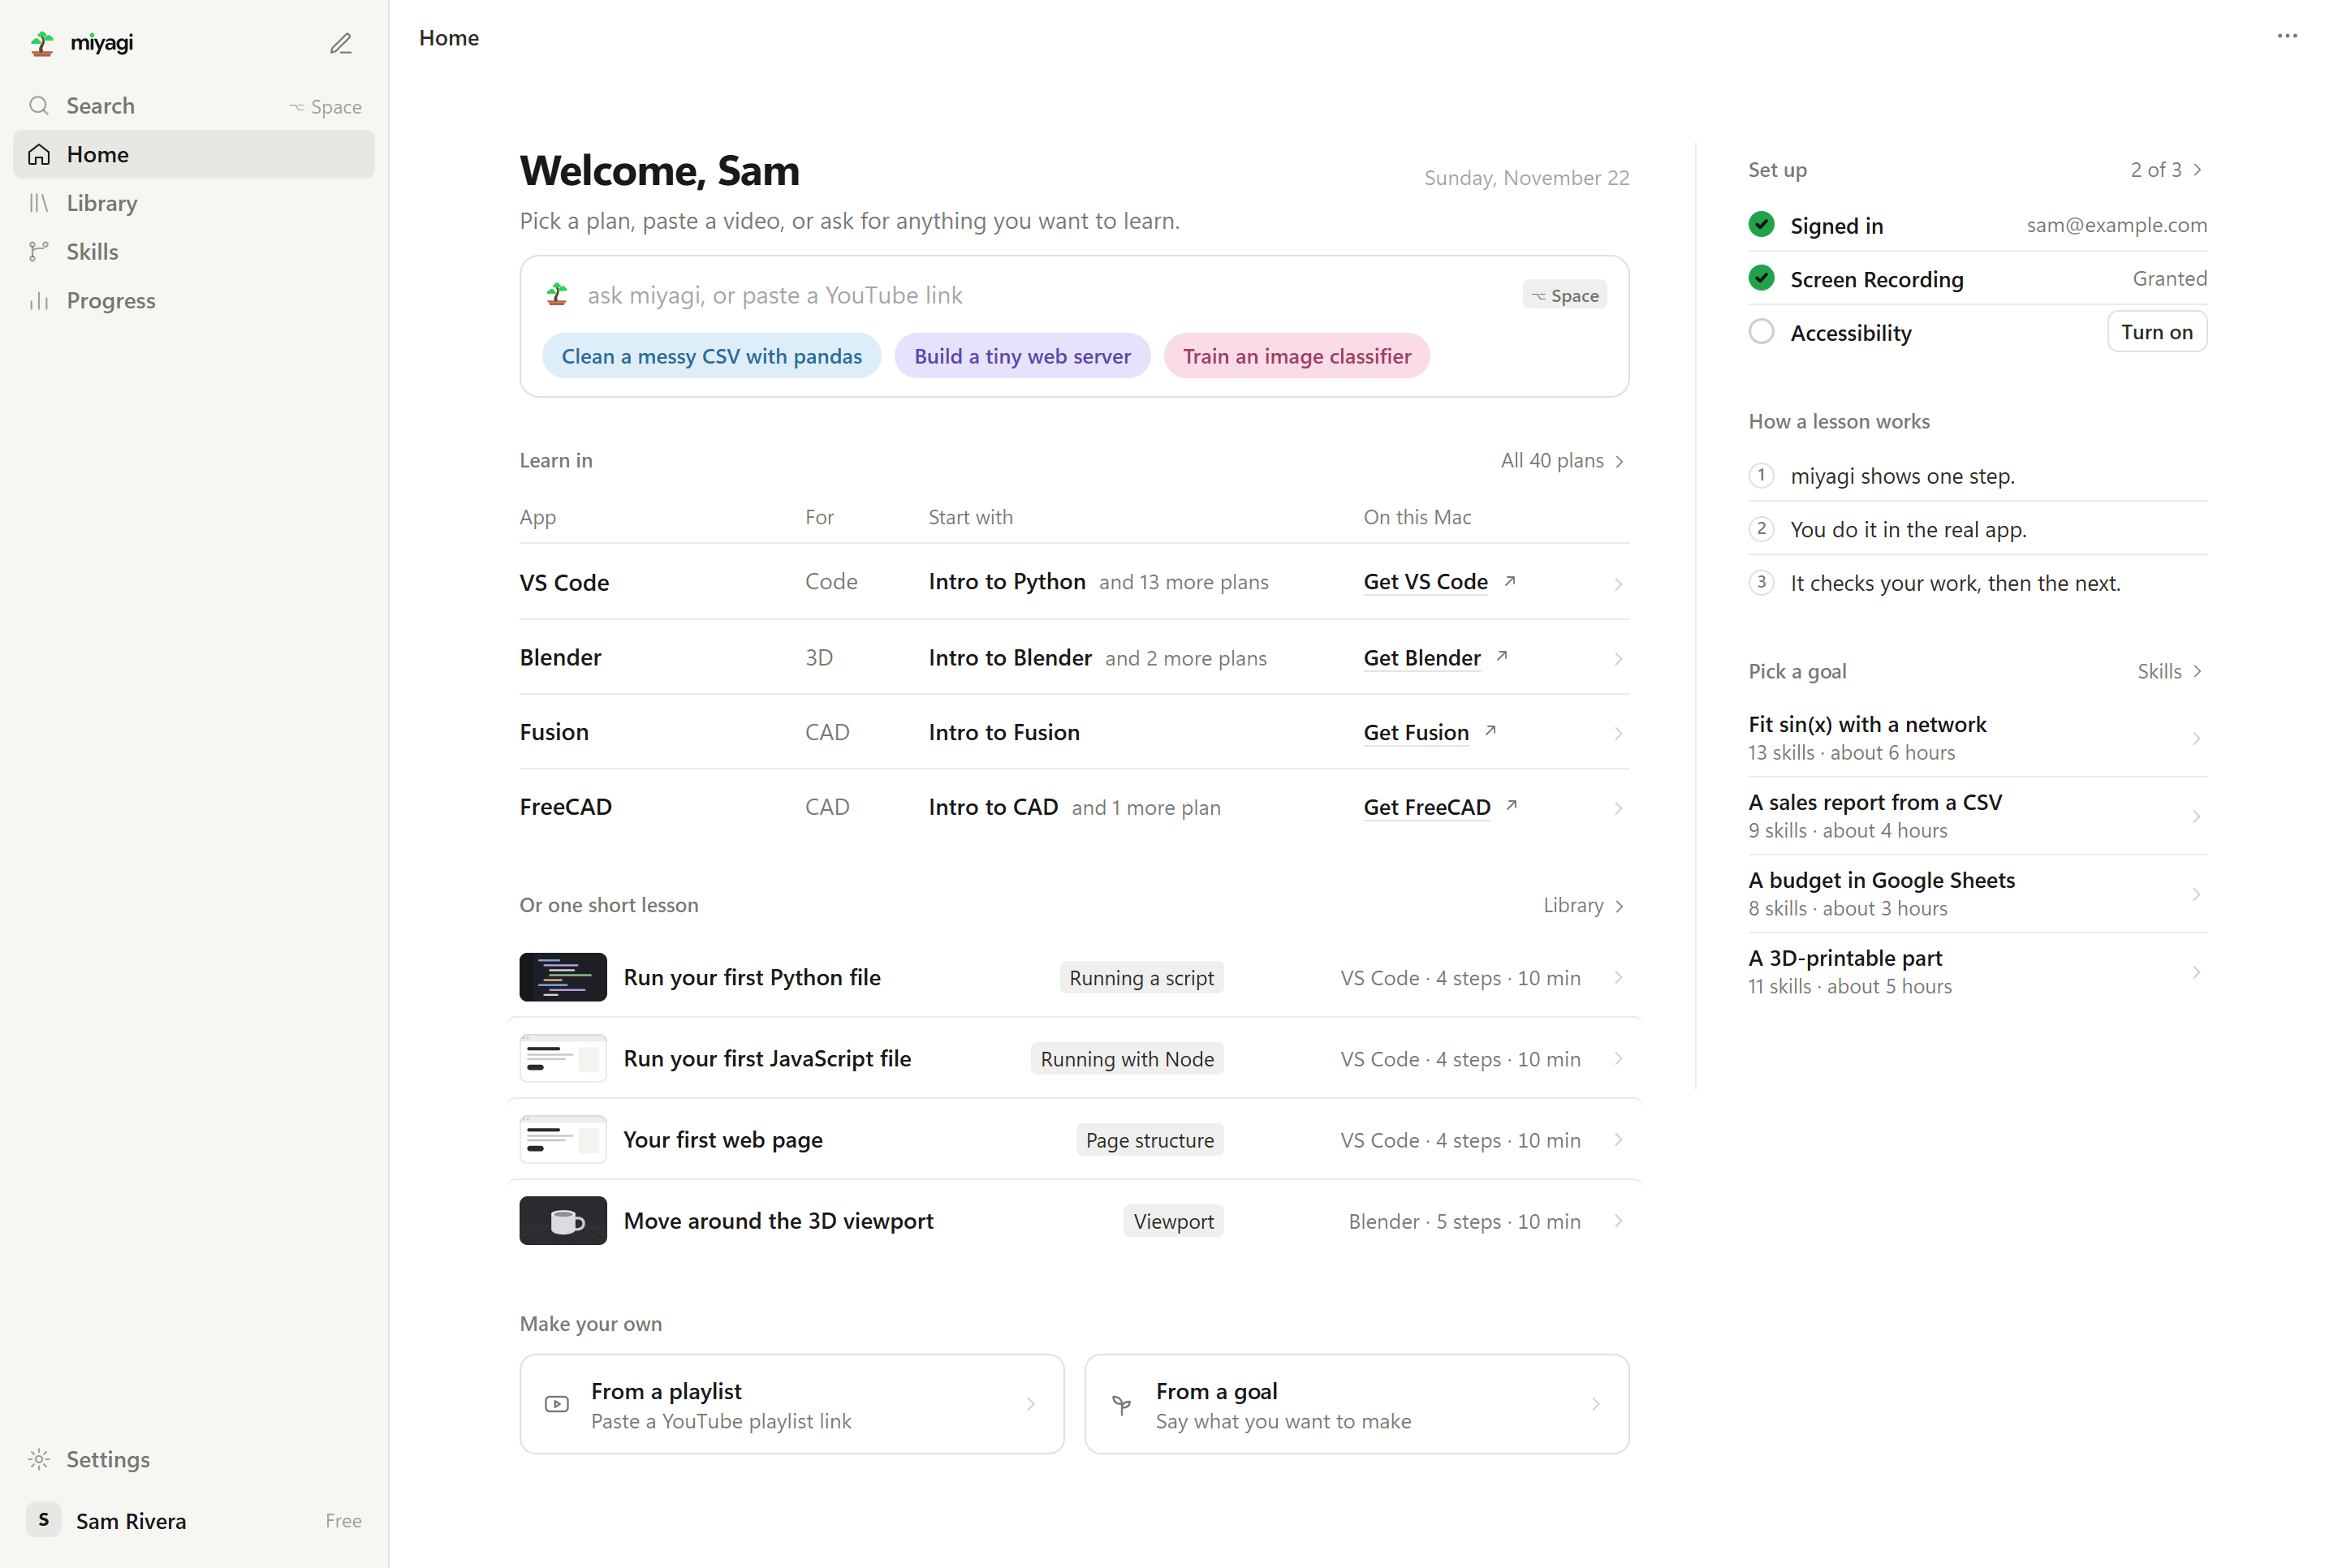 miyagi
Search ⌥ Space
Home
Library
Skills
Progress
Settings
S Sam Rivera Free
Home
Welcome, Sam
Sunday, November 22
Pick a plan, paste a video, or ask for anything you want to learn.
ask miyagi, or paste a YouTube link ⌥ Space
Clean a messy CSV with pandas Build a tiny web server Train an image classifier
Learn in All 40 plans
App For Start with On this Mac
VS Code Code Intro to Python and 13 more plans Get VS Code
Blender 3D Intro to Blender and 2 more plans Get Blender
Fusion CAD Intro to Fusion Get Fusion
FreeCAD CAD Intro to CAD and 1 more plan Get FreeCAD
Or one short lesson Library
Run your first Python file Running a script VS Code · 4 steps · 10 min
Run your first JavaScript file Running with Node VS Code · 4 steps · 10 min
Your first web page Page structure VS Code · 4 steps · 10 min
Move around the 3D viewport Viewport Blender · 5 steps · 10 min
Make your own
From a playlist
Paste a YouTube playlist link
From a goal
Say what you want to make
Set up 2 of 3
Signed in sam@example.com
Screen Recording Granted
Accessibility Turn on
How a lesson works
1 miyagi shows one step.
2 You do it in the real app.
3 It checks your work, then the next.
Pick a goal Skills
Fit sin(x) with a network
13 skills · about 6 hours
A sales report from a CSV
9 skills · about 4 hours
A budget in Google Sheets
8 skills · about 3 hours
A 3D-printable part
11 skills · about 5 hours